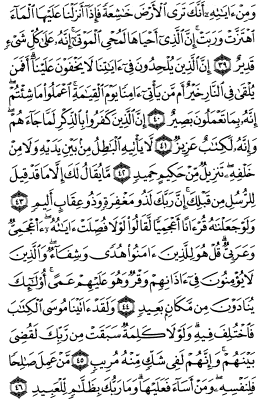 وَمِنْ ءَايَٰتِهِۦٓ أَنَّكَ تَرَى ٱلْأَرْضَ خَٰشِعَةً فَإِذَآ أَنزَلْنَا عَلَيْهَا ٱلْمَآءَ
ٱهْتَزَّتْ وَرَبَتْ ۚ إِنَّ ٱلَّذِىٓ أَحْيَاهَا لَمُحْىِ ٱلْمَوْتَىٰٓ ۚ إِنَّهُۥ عَلَىٰ كُلِّ شَىْءٍ
قَدِيرٌ ٣٩ إِنَّ ٱلَّذِينَ يُلْحِدُونَ فِىٓ ءَايَٰتِنَا لَا يَخْفَوْنَ عَلَيْنَآ ۗ أَفَمَن
يُلْقَىٰ فِى ٱلنَّارِ خَيْرٌ أَم مَّن يَأْتِىٓ ءَامِنًا يَوْمَ ٱلْقِيَٰمَةِ ۚ ٱعْمَلُوا۟ مَا شِئْتُمْ ۖ
إِنَّهُۥ بِمَا تَعْمَلُونَ بَصِيرٌ ٤٠ إِنَّ ٱلَّذِينَ كَفَرُوا۟ بِٱلذِّكْرِ لَمَّا جَآءَهُمْ ۖ
وَإِنَّهُۥ لَكِتَٰبٌ عَزِيزٌ ٤١ لَّا يَأْتِيهِ ٱلْبَٰطِلُ مِنۢ بَيْنِ يَدَيْهِ وَلَا مِنْ
خَلْفِهِۦ ۖ تَنزِيلٌ مِّنْ حَكِيمٍ حَمِيدٍ ٤٢ مَّا يُقَالُ لَكَ إِلَّا مَا قَدْ قِيلَ
لِلرُّسُلِ مِن قَبْلِكَ ۚ إِنَّ رَبَّكَ لَذُو مَغْفِرَةٍ وَذُو عِقَابٍ أَلِيمٍ ٤٣
وَلَوْ جَعَلْنَٰهُ قُرْءَانًا أَعْجَمِيًّا لَّقَالُوا۟ لَوْلَا فُصِّلَتْ ءَايَٰتُهُۥٓ ۖ ءَا۬عْجَمِىٌّ
وَعَرَبِىٌّ ۗ قُلْ هُوَ لِلَّذِينَ ءَامَنُوا۟ هُدًى وَشِفَآءٌ ۖ وَٱلَّذِينَ
لَا يُؤْمِنُونَ فِىٓ ءَاذَانِهِمْ وَقْرٌ وَهُوَ عَلَيْهِمْ عَمًى ۚ أُو۟لَٰٓئِكَ
يُنَادَوْنَ مِن مَّكَانٍۭ بَعِيدٍ ٤٤ وَلَقَدْ ءَاتَيْنَا مُوسَى ٱلْكِتَٰبَ
فَٱخْتُلِفَ فِيهِ ۗ وَلَوْلَا كَلِمَةٌ سَبَقَتْ مِن رَّبِّكَ لَقُضِىَ
بَيْنَهُمْ ۚ وَإِنَّهُمْ لَفِى شَكٍّ مِّنْهُ مُرِيبٍ ٤٥ مَّنْ عَمِلَ صَٰلِحًا
فَلِنَفْسِهِۦ ۖ وَمَنْ أَسَآءَ فَعَلَيْهَا ۗ وَمَا رَبُّكَ بِظَلَّٰمٍ لِّلْعَبِيدِ ٤٦